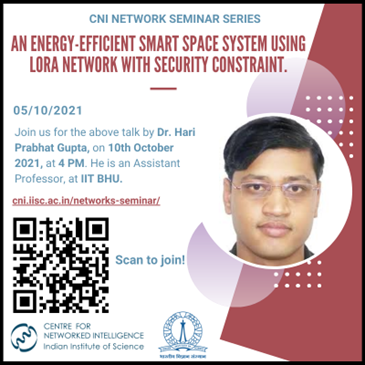 CNI NETWORK SEMINAR SERIES
AN ENERGY-EFFICIENT SMART SPACE SYSTEM USING
LORA NETWORK WITH SECURITY CONSTRAINT.
05/10/2021
Join us for the above talk by Dr. Hari
Prabhat Gupta, on 10th October
2021, at 4 PM. He is an Assistant
Professor, at IIT BHU.
cni.iisc.ac.in/networks-seminar/
Scan to join!
CENTRE FOR
NETWORKED INTELLIGENCE
Indian Institute of Science
भारतीय विज्ञान संस्थान